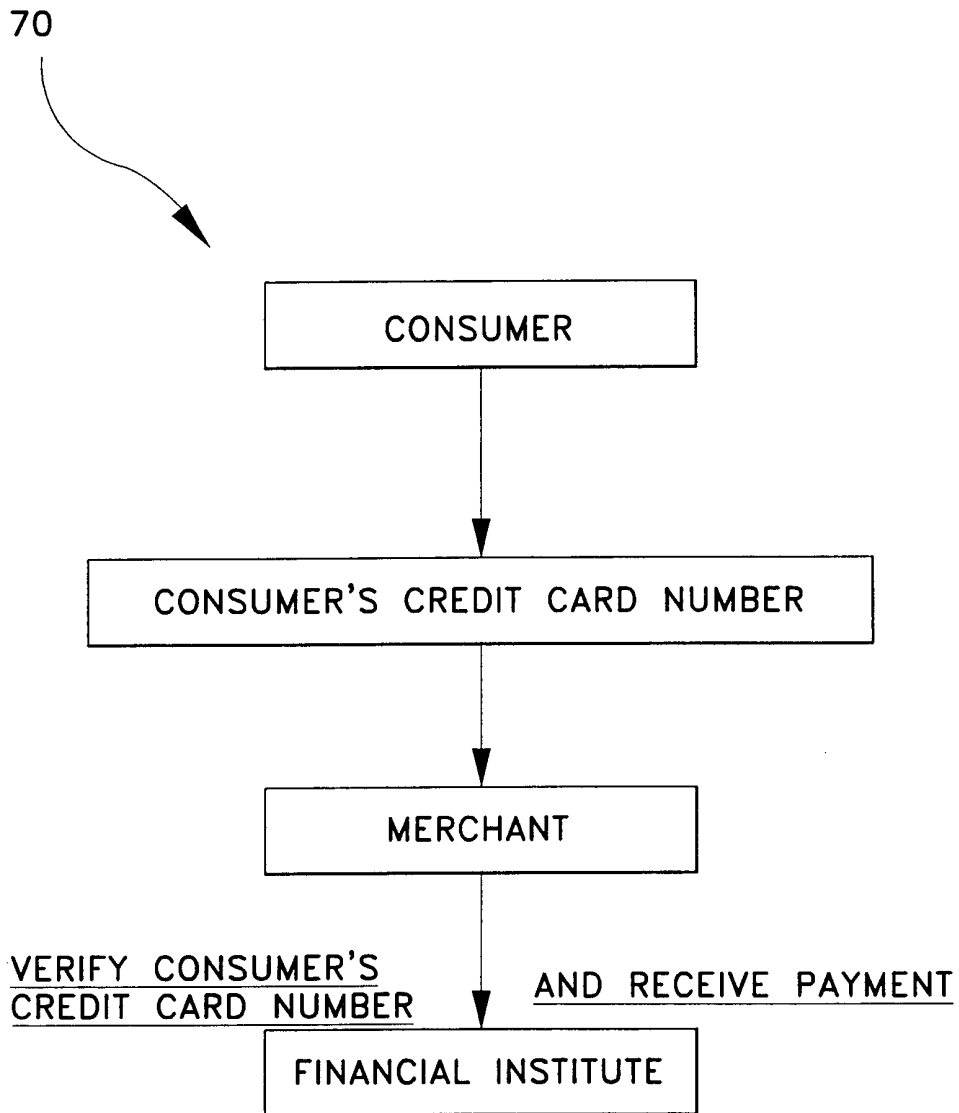 70
CONSUMER
CONSUMER'S CREDIT CARD NUMBER
MERCHANT
VERIFY CONSUMER'S
CREDIT CARD NUMBER
AND RECEIVE PAYMENT
FINANCIAL INSTITUTE